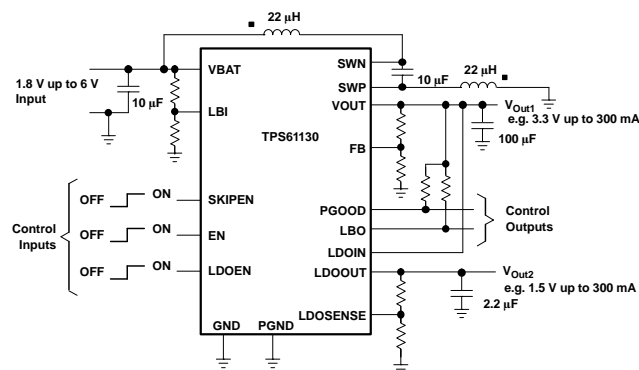 22 µH
SWN
VBAT
22 µH
1.8 V up to 6 V
Input
10 µF
10 µF
SWP
VOUT
VOut1
e.g. 3.3 V up to 300 mA
LBI
TPS61130
100 µF
FB
OFF
ON
SKIPEN
PGOOD
Control
Outputs
Control
Inputs
OFF
ON
EN
LBO
LDOIN
OFF
ON
LDOEN
LDOOUT
VOut2
e.g. 1.5 V up to 300 mA
2.2 µF
LDOSENSE
GND
PGND